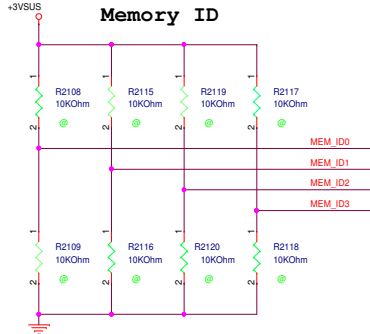 +3VSUS
Memory ID
1 1 1 1
R2108 R2115 R2119 R2117
10KOhm 10KOhm 10KOhm 10KOhm
2 @ 2 @ 2 @ 2 @
MEM_ID0
MEM_ID1
MEM_ID2
MEM_ID3
1 1 1 1
R2109 R2116 R2120 R2118
10KOhm 10KOhm 10KOhm 10KOhm
2 @ 2 @ 2 @ 2 @